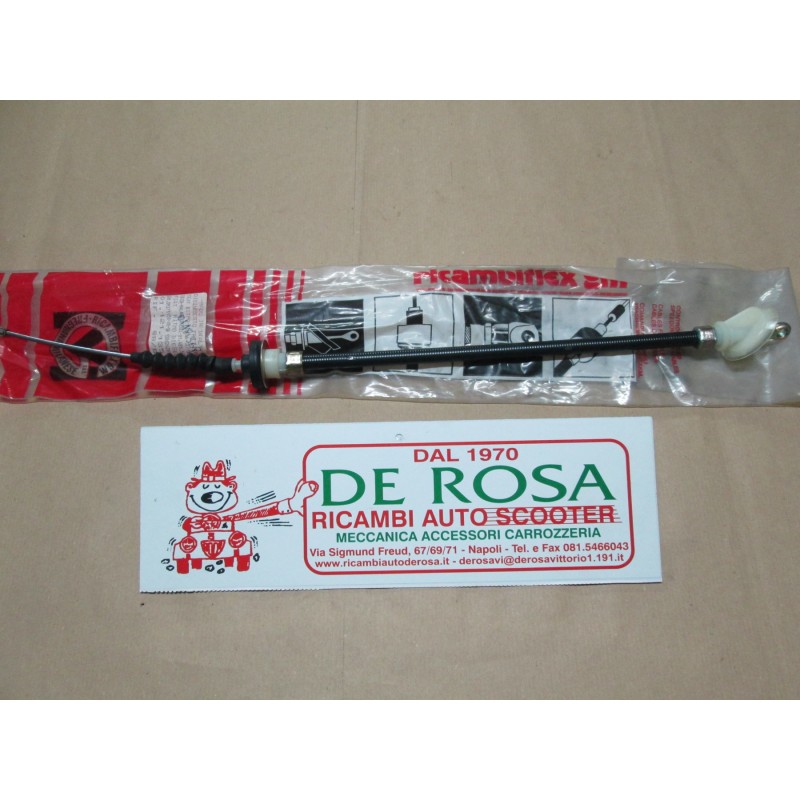 ricambiflex
DAL 1970
DE ROSA
RICAMBI AUTO SCOOTER
MECCANICA ACCESSORI CARROZZERIA
Via Sigmund Freud, 67/69/71 - Napoli - Tel. e Fax 081.5466043
www.ricambiautoderosa.it - derosavi@derosavittorio1.191.it